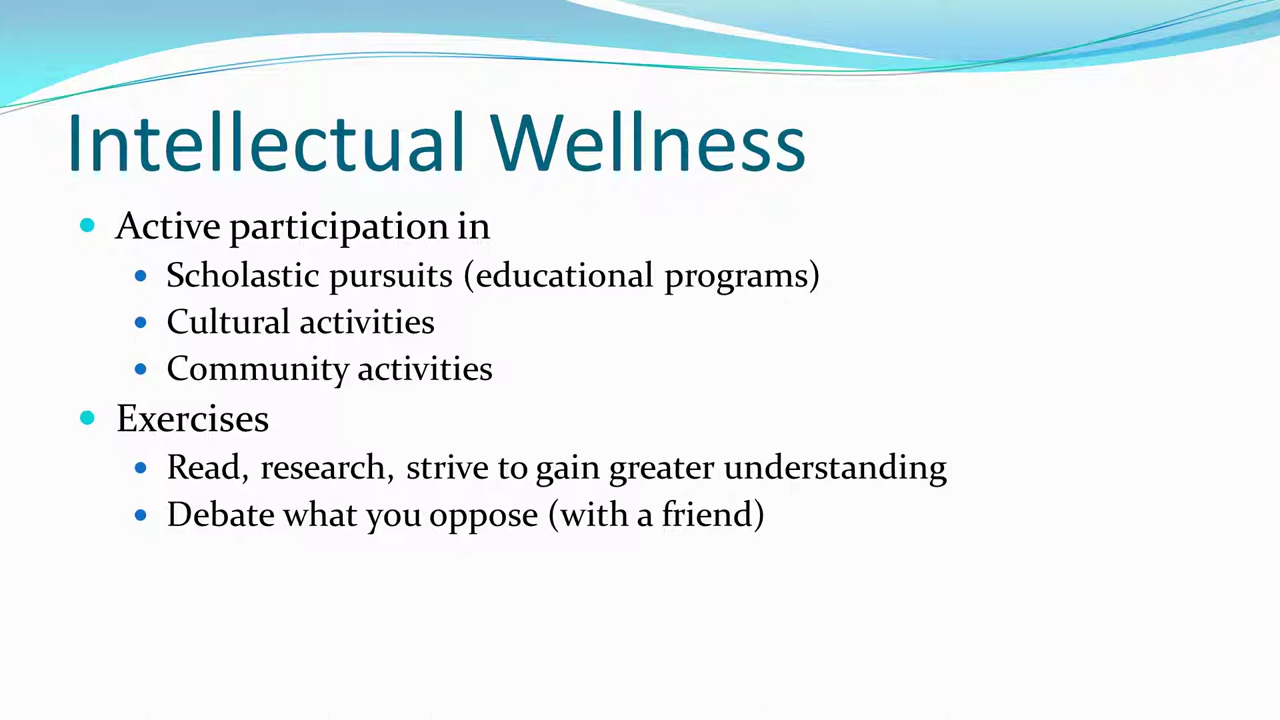 Intellectual Wellness
Active participation in
Scholastic pursuits (educational programs)
Cultural activities
Community activities
Exercises
Read, research, strive to gain greater understanding
Debate what you oppose (with a friend)